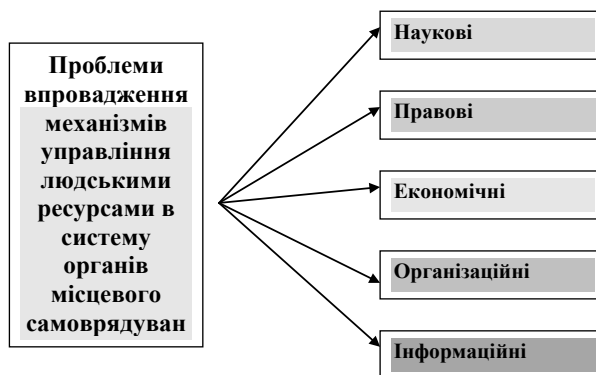 Проблеми
впровадження
механізмів
управління
людськими
ресурсами в
систему
органів
місцевого
самоврядуван
Наукові
Правові
Економічні
Організаційні
Інформаційні